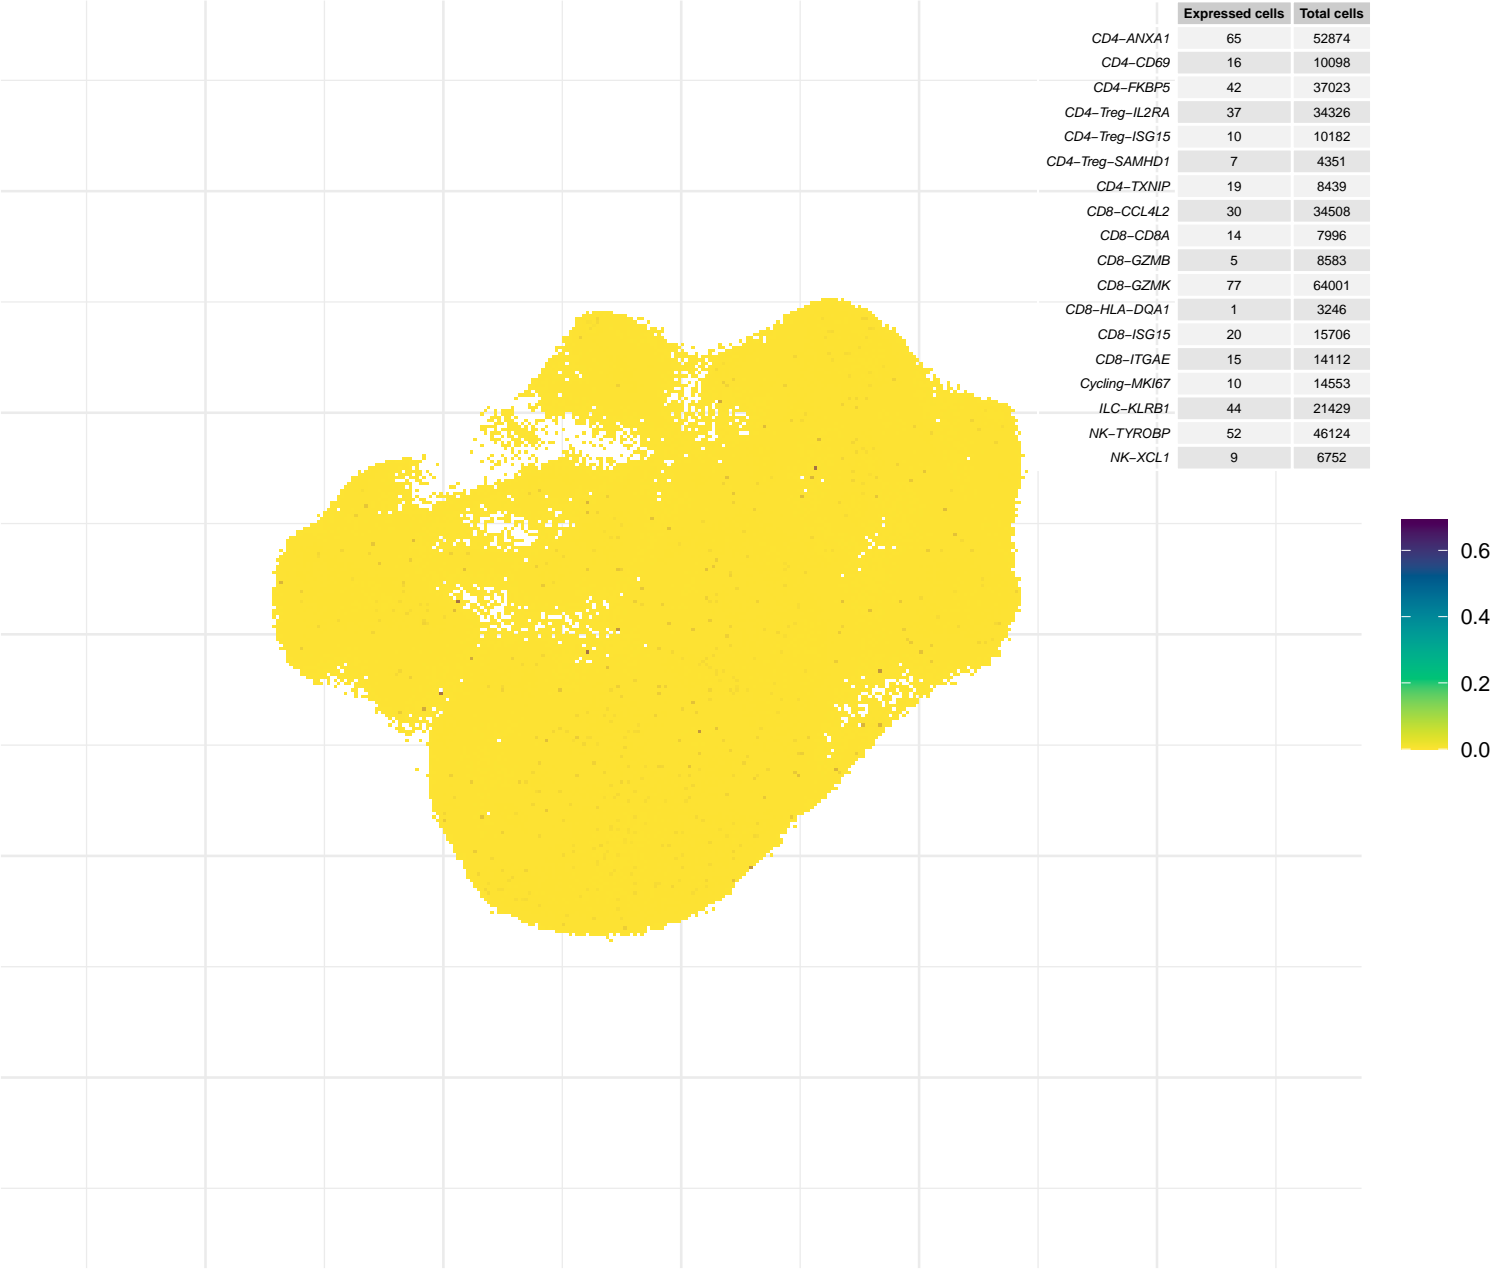 Expressed cells Total cells
CD4−ANXA1 65 52874
CD4−CD69 16 10098
CD4−FKBP5 42 37023
CD4−Treg−IL2RA 37 34326
CD4−Treg−ISG15 10 10182
CD4−Treg−SAMHD1 7 4351
CD4−TXNIP 19 8439
CD8−CCL4L2 30 34508
CD8−CD8A 14 7996
CD8−GZMB 5 8583
CD8−GZMK 77 64001
CD8−HLA−DQA1 1 3246
CD8−ISG15 20 15706
CD8−ITGAE 15 14112
Cycling−MKI67 10 14553
ILC−KLRB1 44 21429
NK−TYROBP 52 46124
NK−XCL1 9 6752
0.6
0.4
0.2
0.0